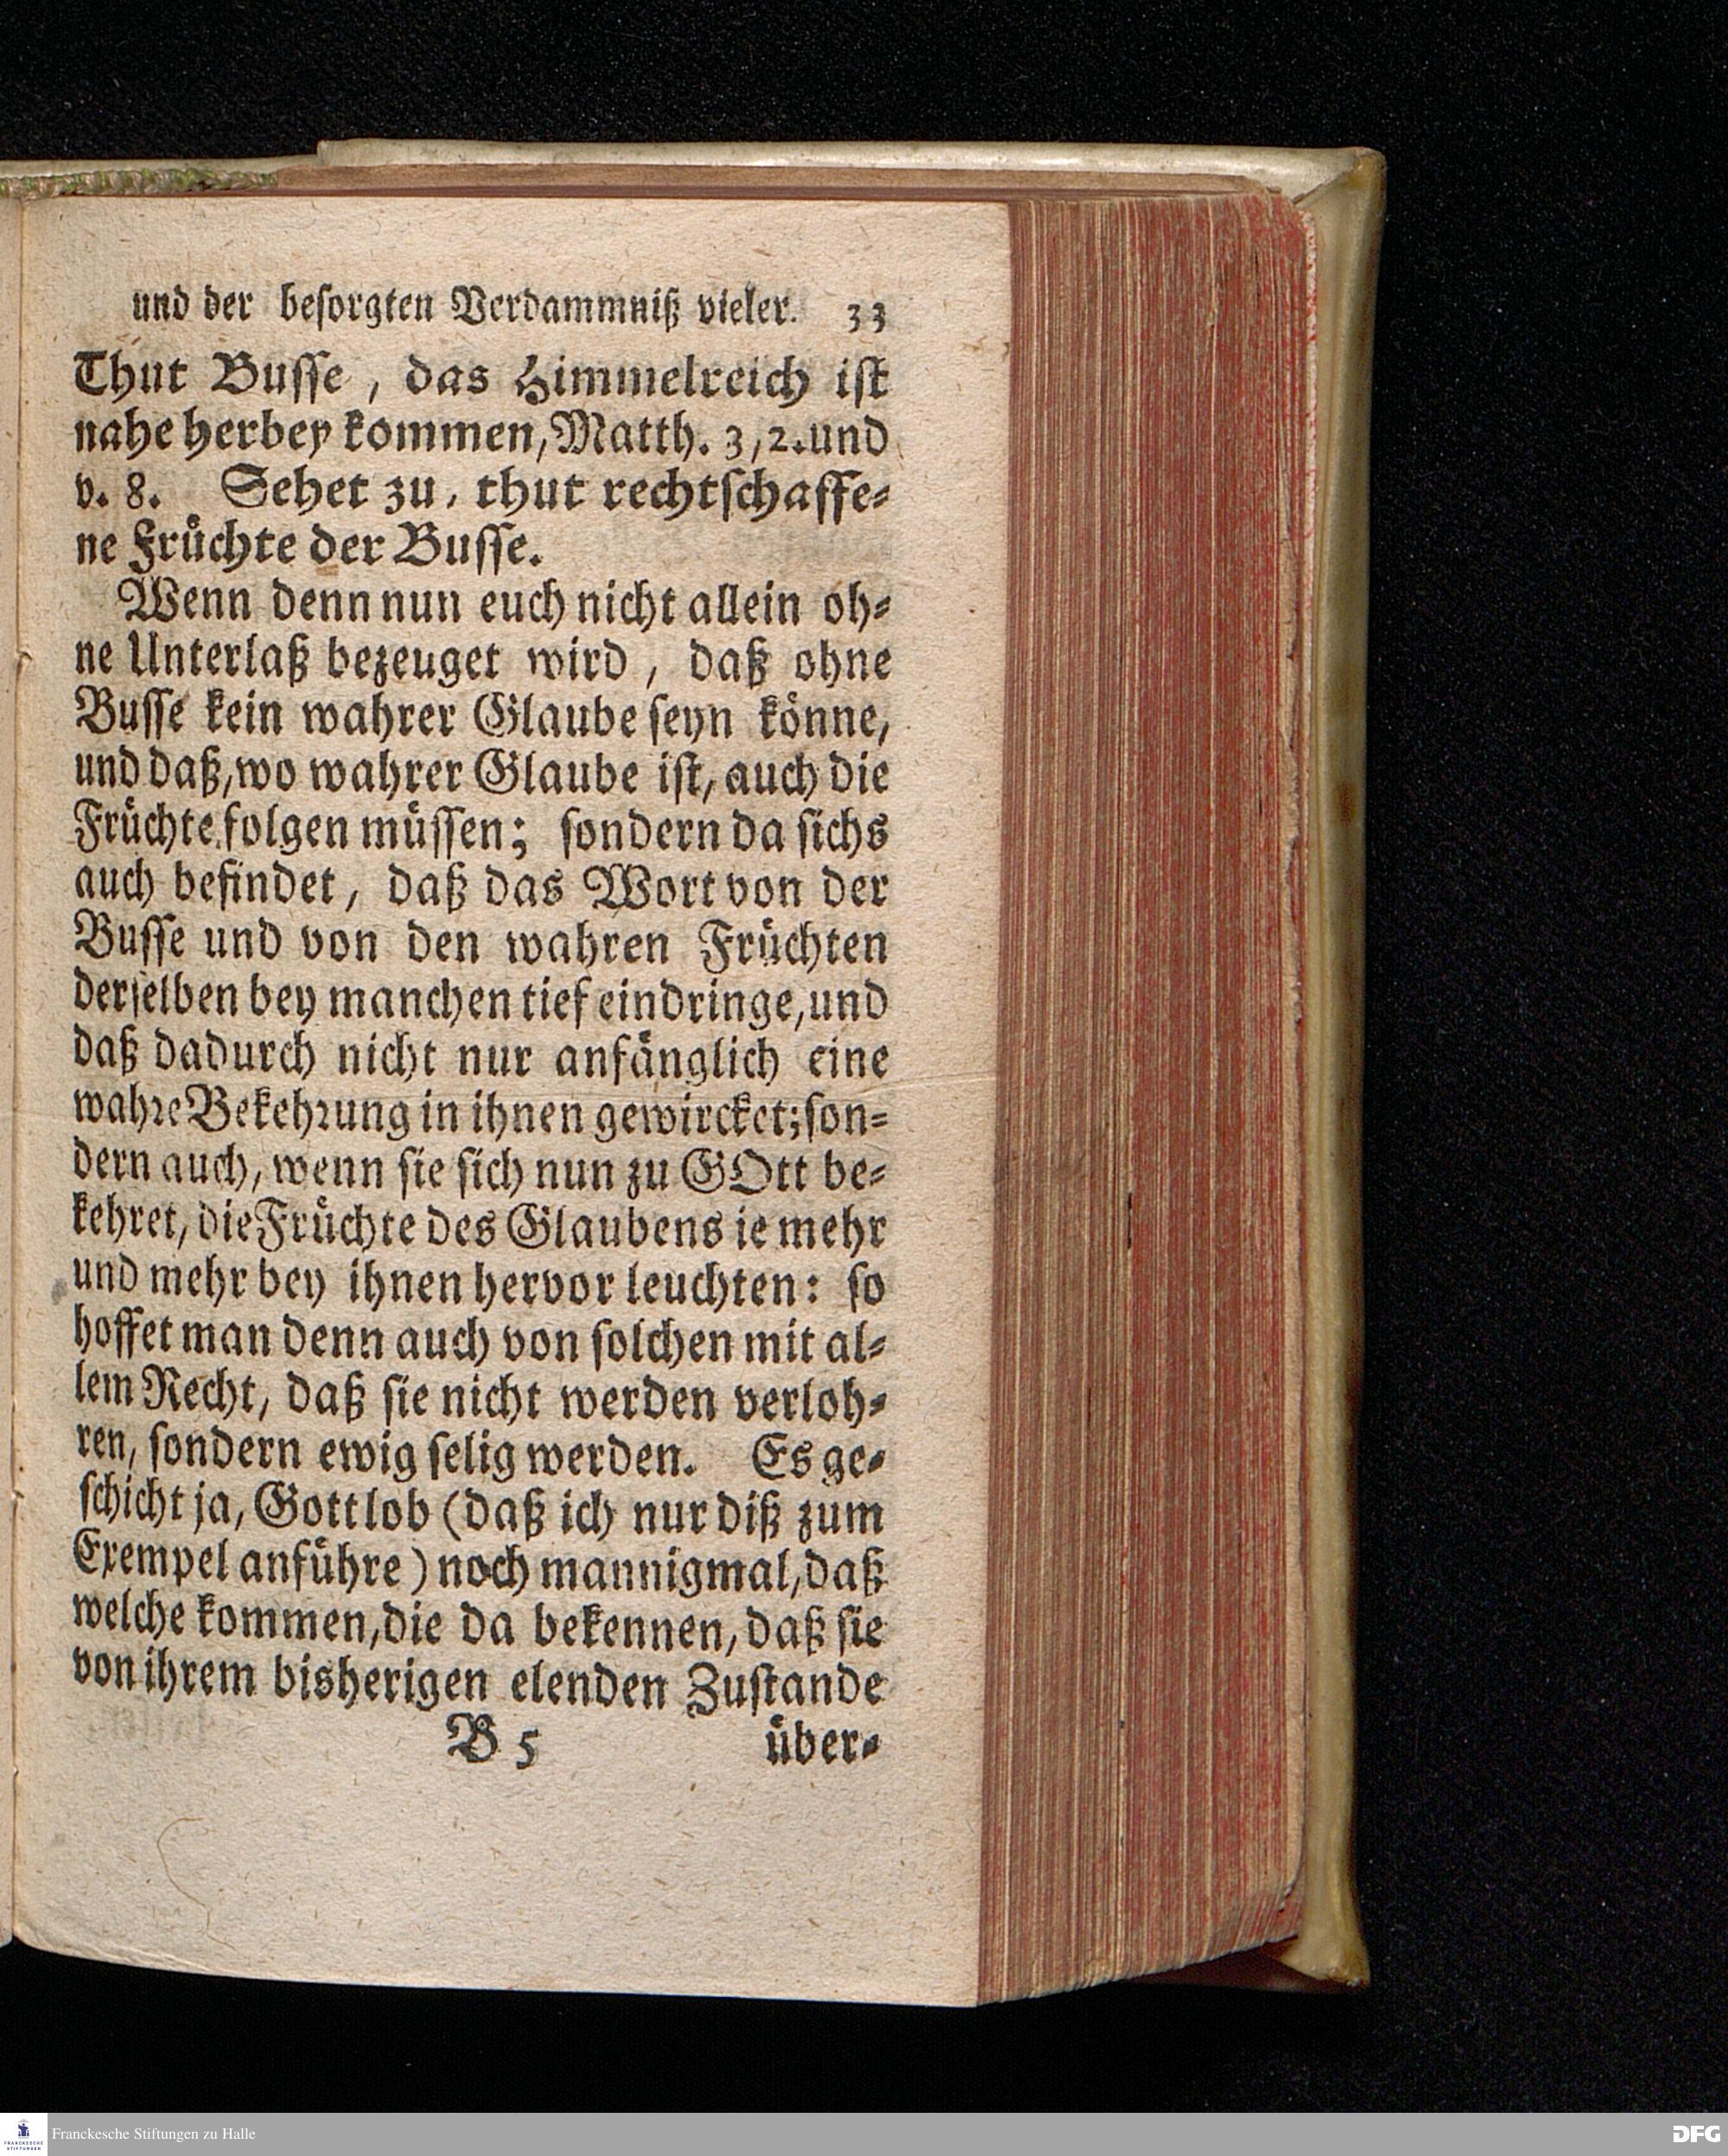 und der besorgten Verdammniß vieler. 33
Thut Busse, das Himmelreich ist
nahe herbey kommen, Matth. 3, 2. und
v. 8. Sehet zu, thut rechtschaffe-
ne Früchte der Busse.
Wenn denn nun euch nicht allein oh-
ne Unterlaß bezeuget wird, daß ohne
Busse kein wahrer Glaube seyn könne,
und daß, wo wahrer Glaube ist, auch die
Früchte folgen müssen; sondern da sichs
auch befindet, daß das Wort von der
Busse und von den wahren Früchten
derselben bey manchen tief eindringe, und
daß dadurch nicht nur anfänglich eine
wahre Bekehrung in ihnen gewircket; son-
dern auch, wenn sie sich nun zu GOtt be-
kehret, die Früchte des Glaubens ie mehr
und mehr bey ihnen hervor leuchten: so
hoffet man denn auch von solchen mit al-
lem Recht, daß sie nicht werden verloh-
ren, sondern ewig selig werden. Es ge-
schicht ja, Gott lob (daß ich nur diß zum
Exempel anführe) noch mannigmal, daß
welche kommen, die da bekennen, daß sie
von ihrem bisherigen elenden Zustande
B 5 über-
FRANCKESCHE STIFTUNGEN Franckesche Stiftungen zu Halle DFG